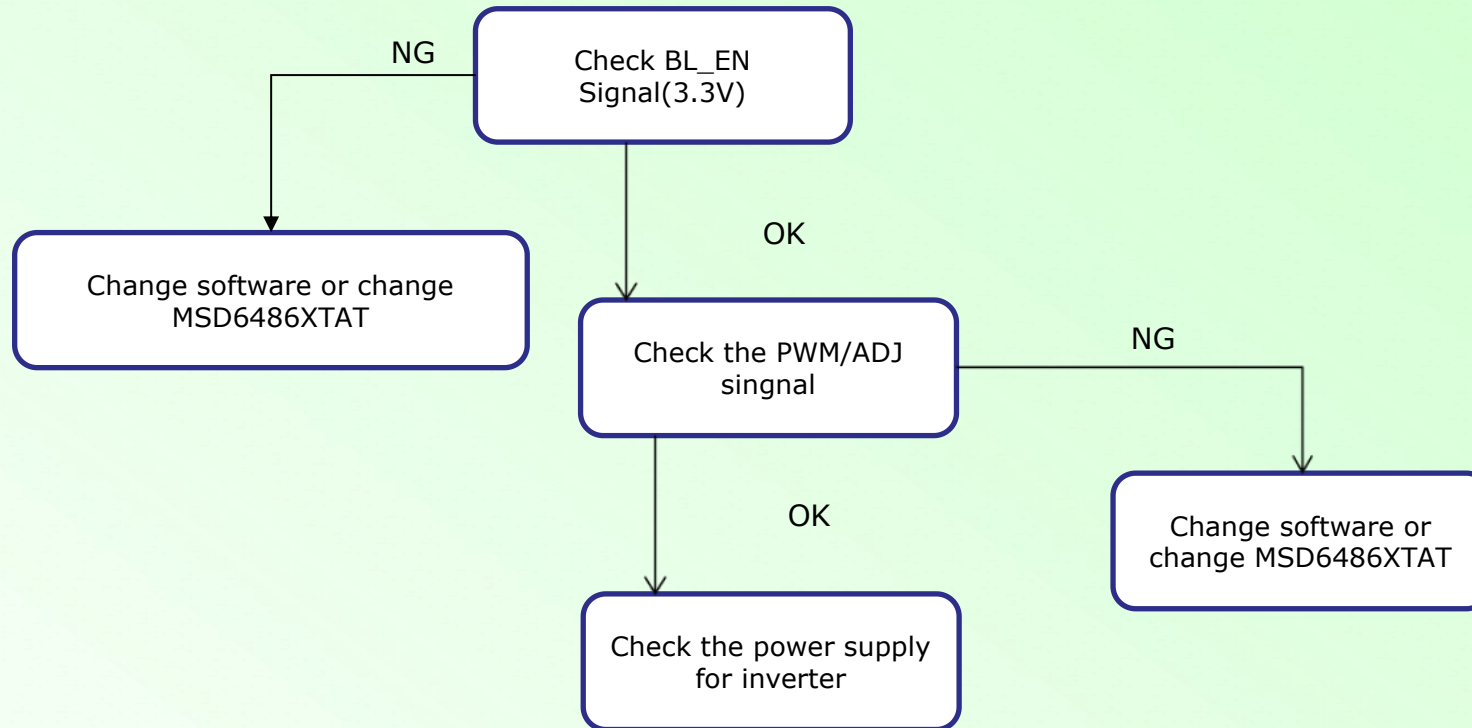 NG
Check BL_EN
Signal(3.3V)
OK
Change software or change
MSD6486XTAT
Check the PWM/ADJ
singnal
NG
OK
Change software or
change MSD6486XTAT
Check the power supply
for inverter